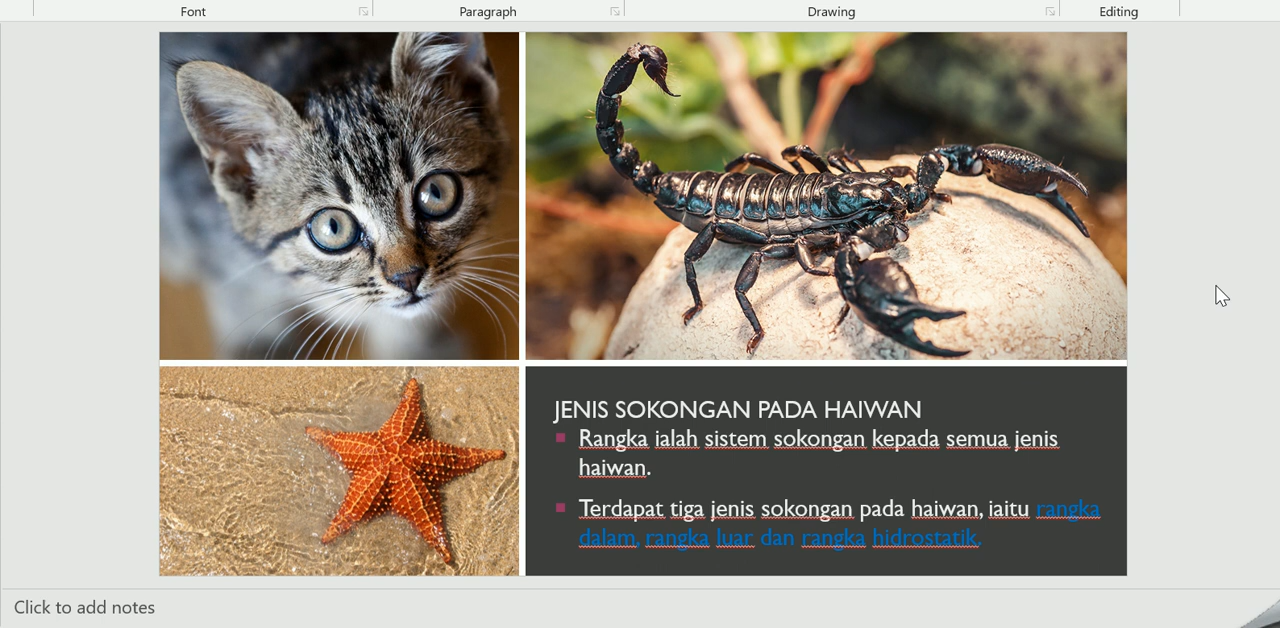 Font Paragraph Drawing Editing
JENIS SOKONGAN PADA HAIWAN
Rangka ialah sistem sokongan kepada semua jenis
haiwan.
Terdapat tiga jenis sokongan pada haiwan, iaitu rangka
dalam, rangka luar dan rangka hidrostatik.
Click to add notes